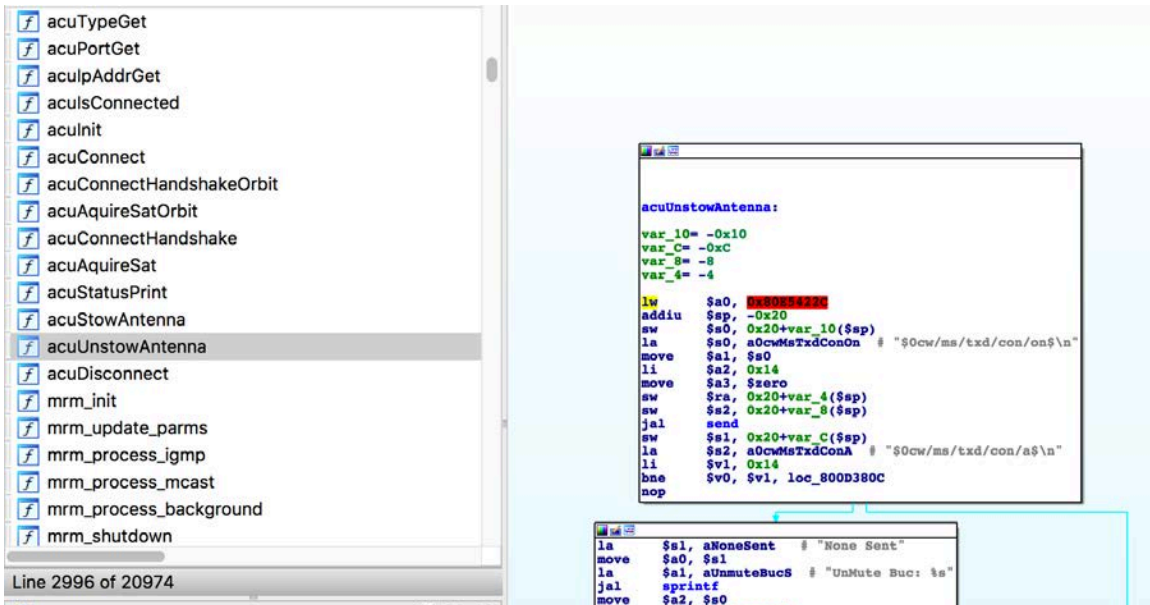 acuTypeGet
acuPortGet
acuIpAddrGet
acuIsConnected
acuInit
acuConnect
acuConnectHandshakeOrbit
acuAquireSatOrbit
acuConnectHandshake
acuAquireSat
acuStatusPrint
acuStowAntenna
acuUnstowAntenna
acuDisconnect
mrm_init
mrm_update_parms
mrm_process_igmp
mrm_process_mcast
mrm_process_background
mrm_shutdown
Line 2996 of 20974
acuUnstowAntenna:
var_10= -0x10
var_C= -0xC
var_8= -8
var_4= -4
lw $a0, 0x80E5422C
addiu $sp, -0x20
sw $s0, 0x20+var_10($sp)
la $s0, a0cwMsTxdConOn # "$0cw/ms/txd/con/on$\n"
move $a1, $s0
li $a2, 0x14
move $a3, $zero
sw $ra, 0x20+var_4($sp)
sw $s2, 0x20+var_8($sp)
jal send
sw $s1, 0x20+var_C($sp)
la $s2, a0cwMsTxdConA # "$0cw/ms/txd/con/a$\n"
li $v1, 0x14
bne $v0, $v1, loc_800D380C
nop
la $s1, aNoneSent # "None Sent"
move $a0, $s1
la $a1, aUnmuteBucS # "UnMute Buc: %s"
jal sprintf
move $a2, $s0